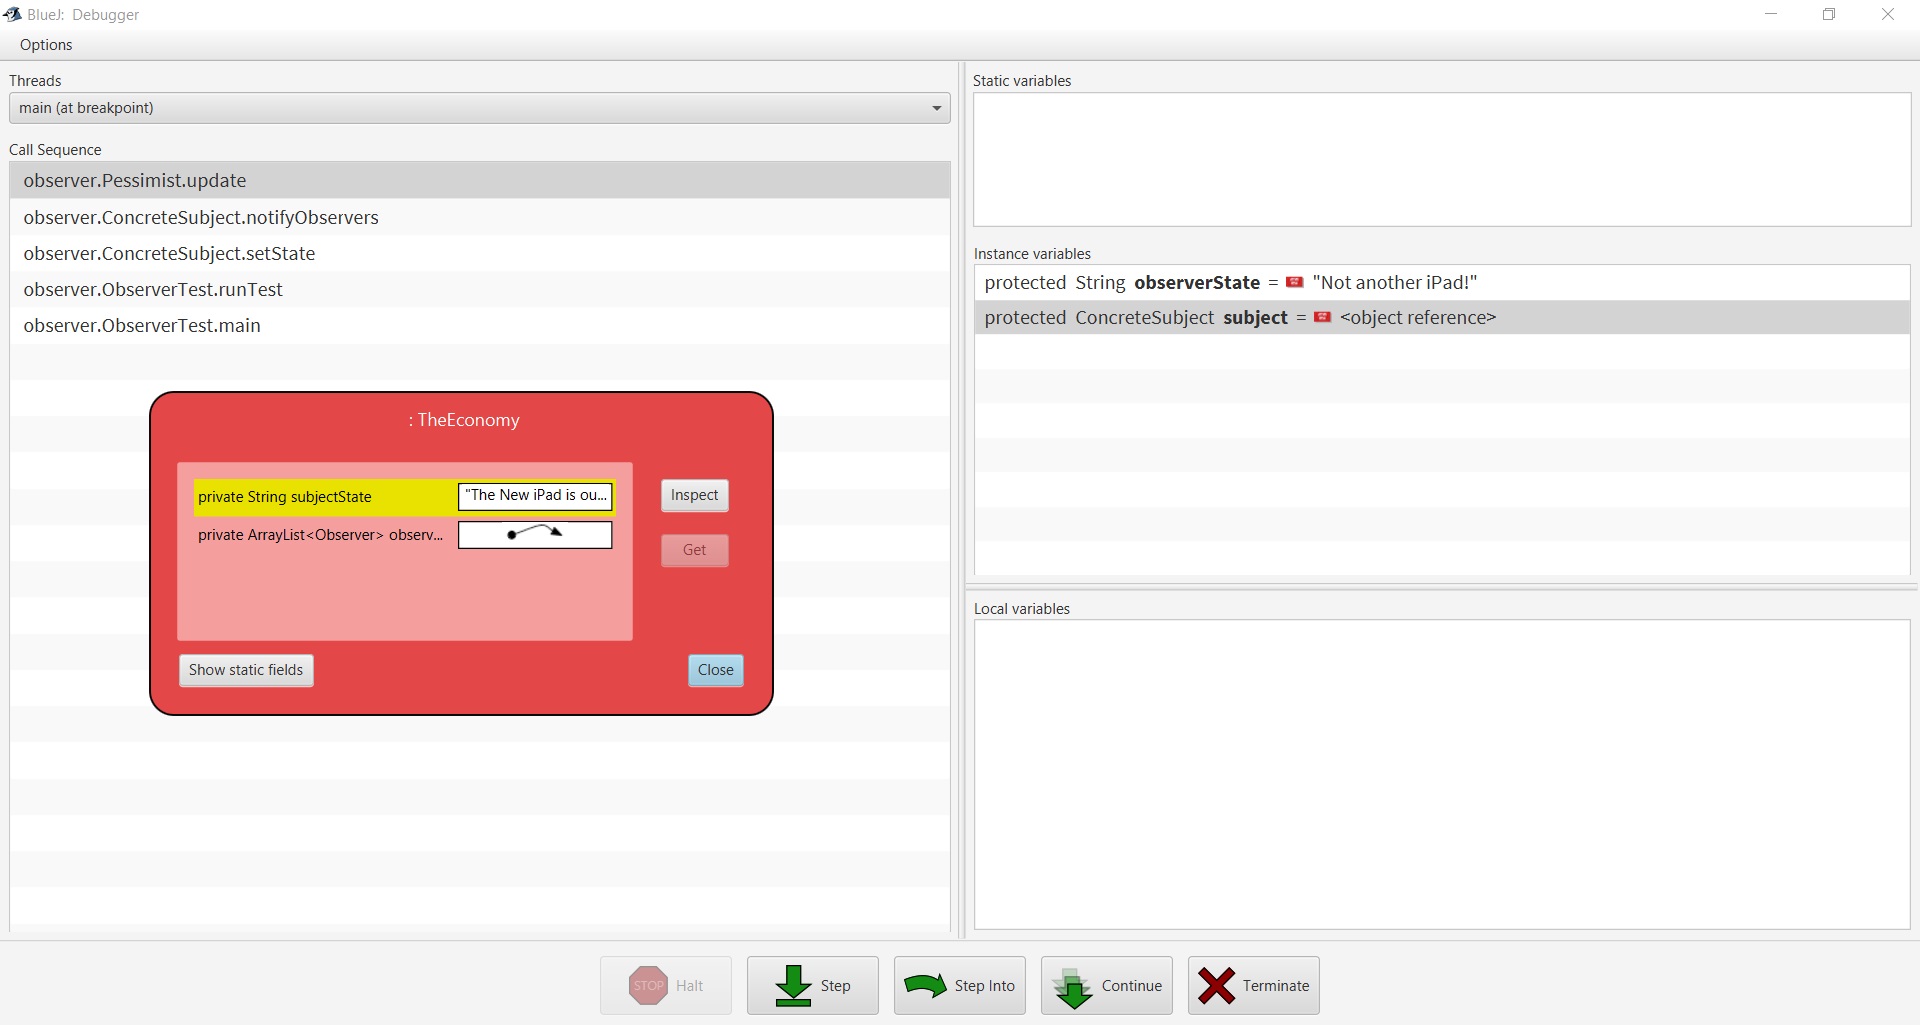 BlueJ: Debugger
Options
Threads
main (at breakpoint)
Call Sequence
observer.Pessimist.update
observer.ConcreteSubject.notifyObservers
observer.ConcreteSubject.setState
observer.ObserverTest.runTest
observer.ObserverTest.main
: TheEconomy
private String subjectState "The New iPad is ou...
private ArrayList<Observer> observ...
Inspect
Get
Show static fields
Close
Static variables
Instance variables
protected String observerState = "Not another iPad!"
protected ConcreteSubject subject = <object reference>
Local variables
STOP Halt
Step
Step Into
Continue
Terminate